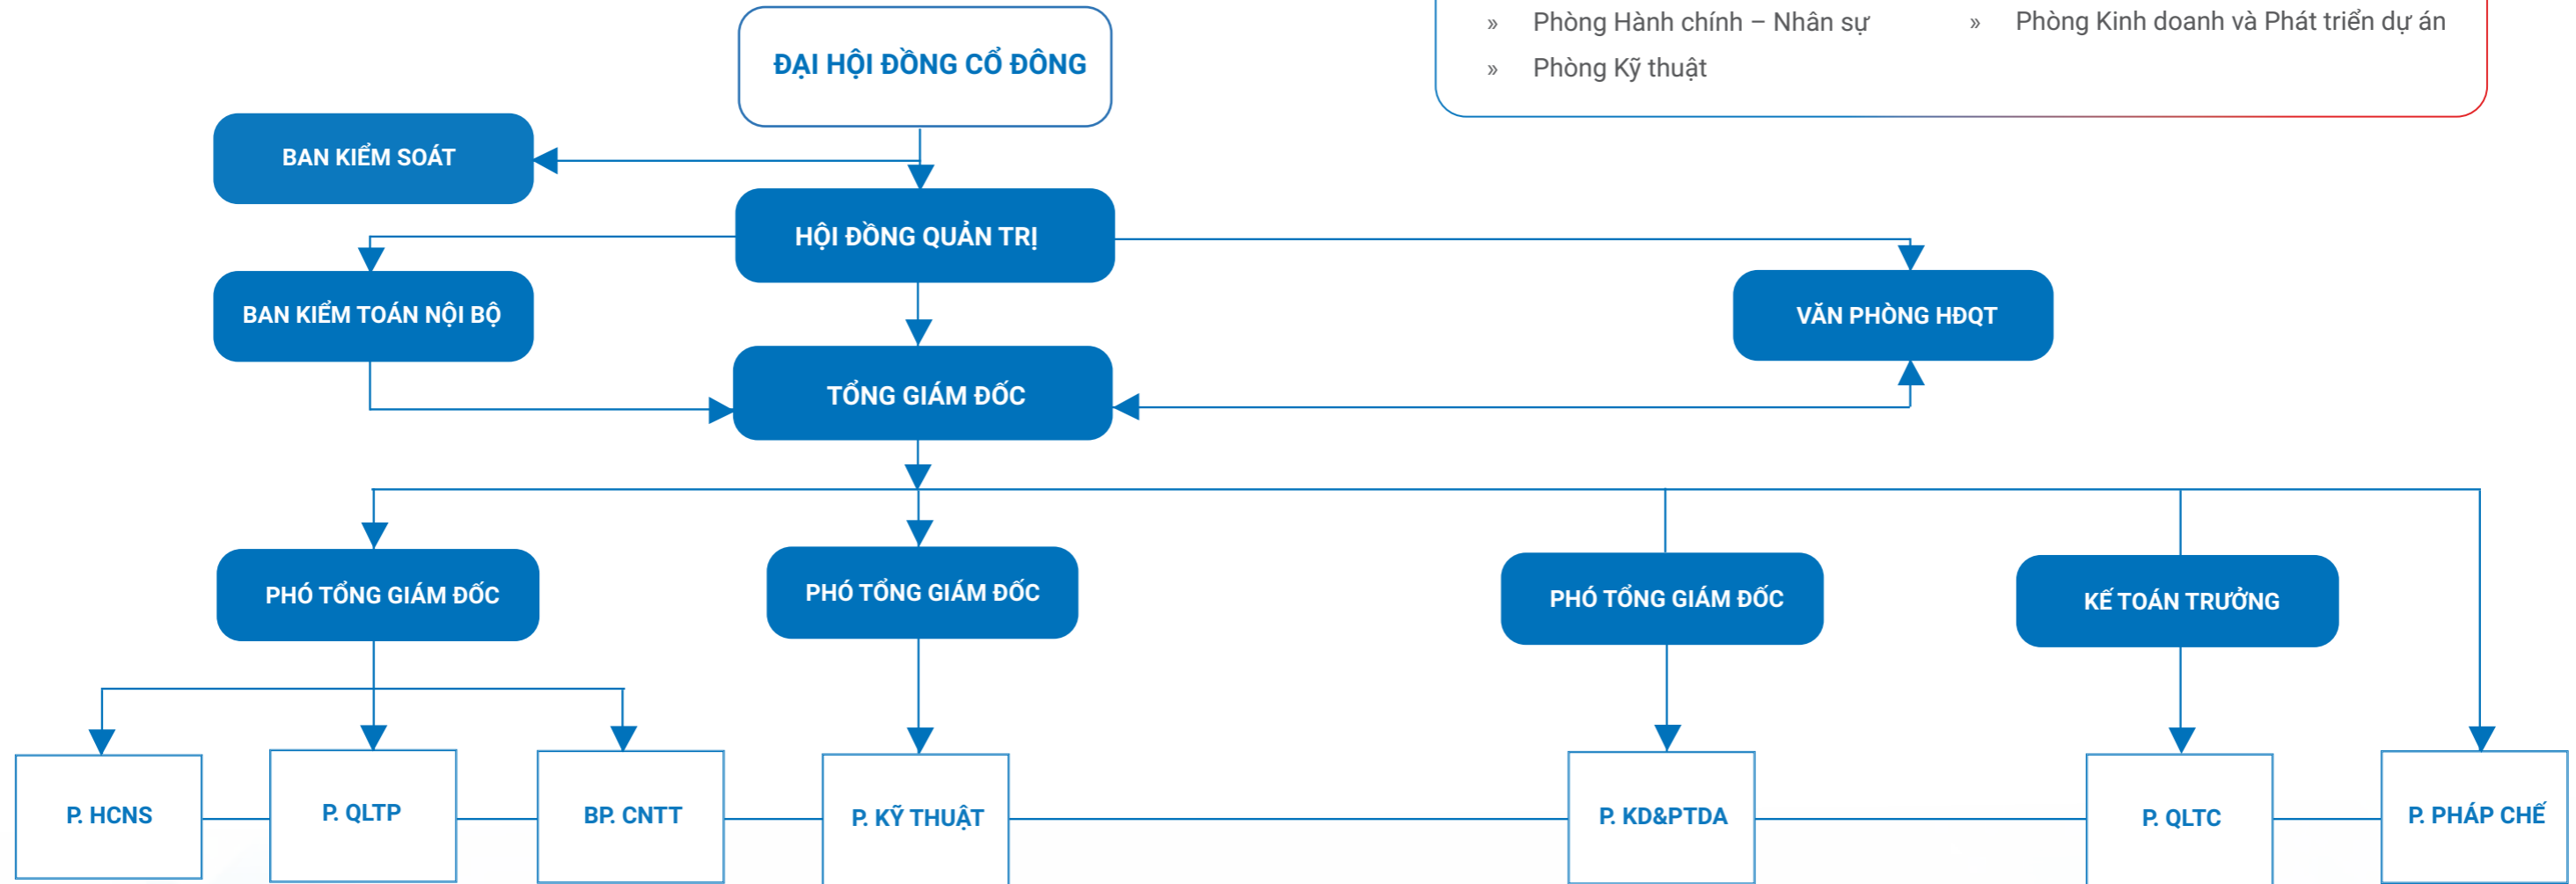 » Phòng Hành chính – Nhân sự
» Phòng Kinh doanh và Phát triển dự án
» Phòng Kỹ thuật
ĐẠI HỘI ĐỒNG CỔ ĐÔNG
BAN KIỂM SOÁT
HỘI ĐỒNG QUẢN TRỊ
BAN KIỂM TOÁN NỘI BỘ
VĂN PHÒNG HĐQT
TỔNG GIÁM ĐỐC
PHÓ TỔNG GIÁM ĐỐC
PHÓ TỔNG GIÁM ĐỐC
PHÓ TỔNG GIÁM ĐỐC
KẾ TOÁN TRƯỞNG
P. HCNS
P. QLTP
BP. CNTT
P. KỸ THUẬT
P. KD&PTDA
P. QLTC
P. PHÁP CHẾ